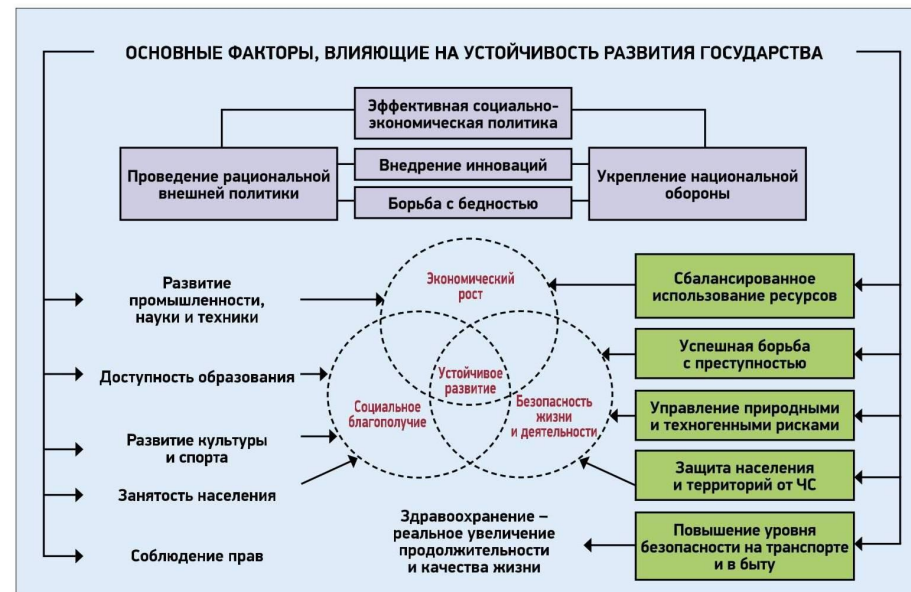 ОСНОВНЫЕ ФАКТОРЫ, ВЛИЯЮЩИЕ НА УСТОЙЧИВОСТЬ РАЗВИТИЯ ГОСУДАРСТВА
Эффективная социально-
экономическая политика
Проведение рациональной
внешней политики
Внедрение инноваций
Борьба с бедностью
Укрепление национальной
обороны
Развитие
промышленности,
науки и техники
Доступность образования
Развитие культуры
и спорта
Занятость населения
Соблюдение прав
Экономический
рост
Устойчивое
развитие
Социальное
благополучие
Безопасность
жизни
и деятельности
Здравоохранение –
реальное увеличение
продолжительности
и качества жизни
Сбалансированное
использование ресурсов
Успешная борьба
с преступностью
Управление природными
и техногенными рисками
Защита населения
и территорий от ЧС
Повышение уровня
безопасности на транспорте
и в быту